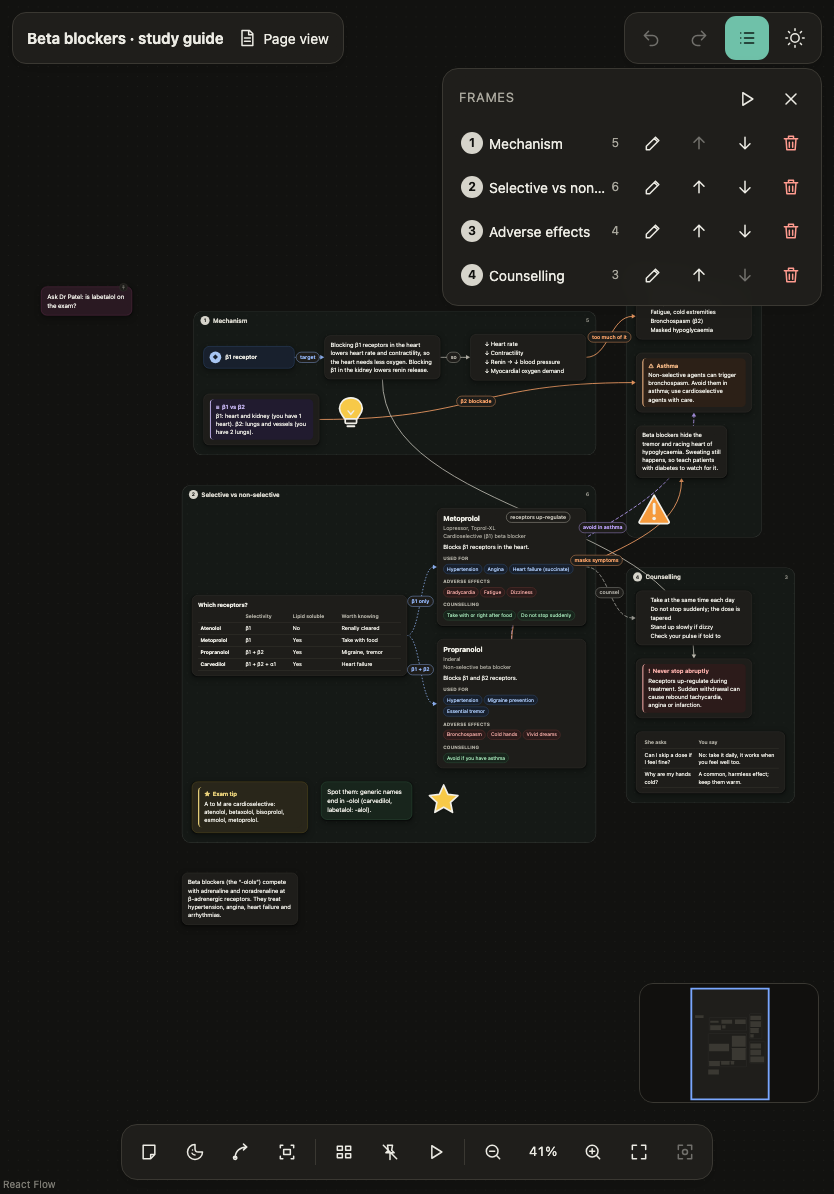 Beta blockers · study guide
Page view
FRAMES
1 Mechanism 5
2 Selective vs non... 6
3 Adverse effects 4
4 Counselling 3
Ask Dr Patel: is labetalol on
the exam?
1 Mechanism 5
β1 receptor
target
Blocking β1 receptors in the heart
lowers heart rate and contractility, so
the heart needs less oxygen. Blocking
β1 in the kidney lowers renin release.
so
↓ Heart rate
↓ Contractility
↓ Renin → ↓ blood pressure
↓ Myocardial oxygen demand
too much of it
β1 vs β2
β1: heart and kidney (you have 1
heart). β2: lungs and vessels (you
have 2 lungs).
β2 blockade
Fatigue, cold extremities
Bronchospasm (β2)
Masked hypoglycaemia
⚠ Asthma
Non-selective agents can trigger
bronchospasm. Avoid them in
asthma; use cardioselective
agents with care.
Beta blockers hide the
tremor and racing heart of
hypoglycaemia. Sweating still
happens, so teach patients
with diabetes to watch for it.
2 Selective vs non-selective 6
Which receptors?
Selectivity Lipid soluble Worth knowing
Atenolol β1 No Renally cleared
Metoprolol β1 Yes Take with food
Propranolol β1 + β2 Yes Migraine, tremor
Carvedilol β1 + β2 + α1 Yes Heart failure
β1 only
β1 + β2
Metoprolol
receptors up-regulate
Lopressor, Toprol-XL
Cardioselective (β1) beta blocker
Blocks β1 receptors in the heart.
USED FOR
Hypertension Angina Heart failure (succinate)
ADVERSE EFFECTS
Bradycardia Fatigue Dizziness
COUNSELLING
Take with or right after food Do not stop suddenly
Propranolol
Inderal
Non-selective beta blocker
Blocks β1 and β2 receptors.
USED FOR
Hypertension Migraine prevention
Essential tremor
ADVERSE EFFECTS
Bronchospasm Cold hands Vivid dreams
COUNSELLING
Avoid if you have asthma
avoid in asthma
masks symptoms
counsel
★ Exam tip
A to M are cardioselective:
atenolol, betaxolol, bisoprolol,
esmolol, metoprolol.
Spot them: generic names
end in -olol (carvedilol,
labetalol: -alol).
4 Counselling 3
Take at the same time each day
Do not stop suddenly; the dose is
tapered
Stand up slowly if dizzy
Check your pulse if told to
! Never stop abruptly
Receptors up-regulate during
treatment. Sudden withdrawal can
cause rebound tachycardia,
angina or infarction.
She asks You say
Can I skip a dose if No: take it daily, it works when
I feel fine? you feel well too.
Why are my hands A common, harmless effect;
cold? keep them warm.
Beta blockers (the "-olols") compete
with adrenaline and noradrenaline at
β-adrenergic receptors. They treat
hypertension, angina, heart failure and
arrhythmias.
41%
React Flow